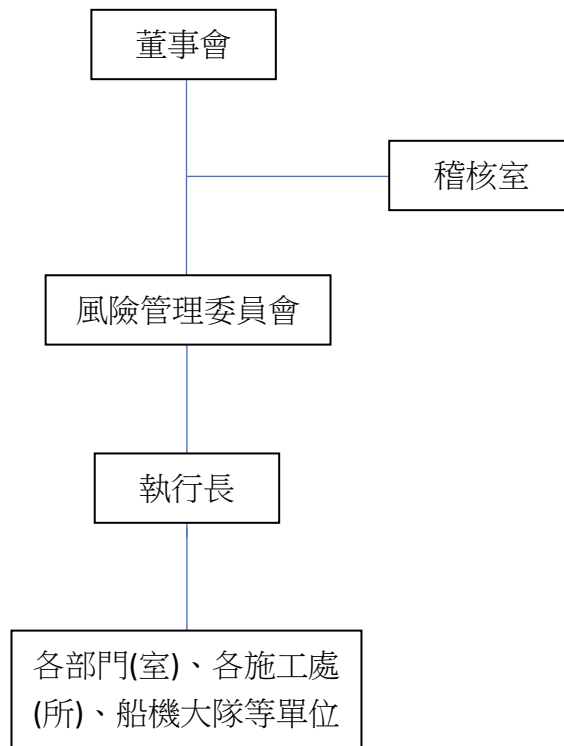 董事會
稽核室
風險管理委員會
執行長
各部門(室)、各施工處
(所)、船機大隊等單位